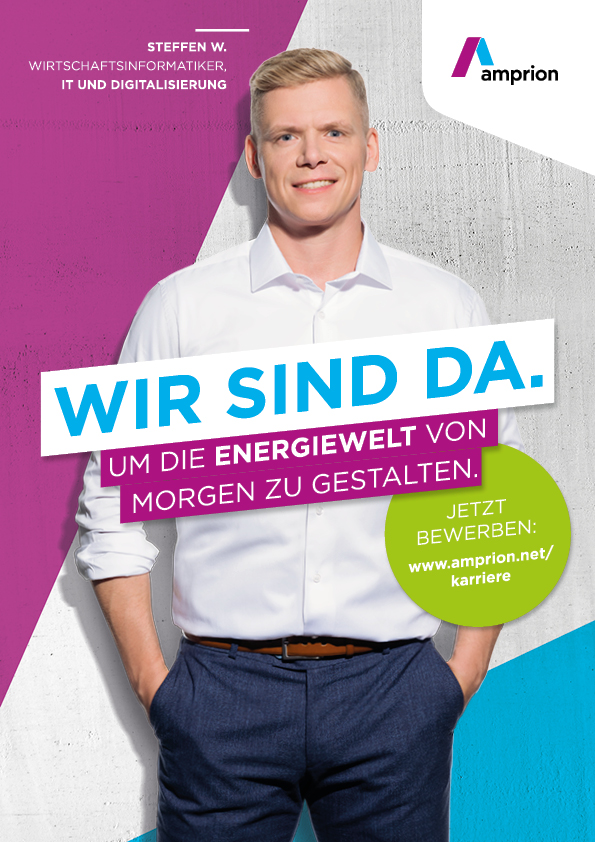 STEFFEN W.
WIRTSCHAFTSINFORMATIKER,
IT UND DIGITALISIERUNG
amprion
WIR SIND DA.
UM DIE ENERGIEWELT VON
MORGEN ZU GESTALTEN.
JETZT
BEWERBEN:
www.amprion.net/
karriere